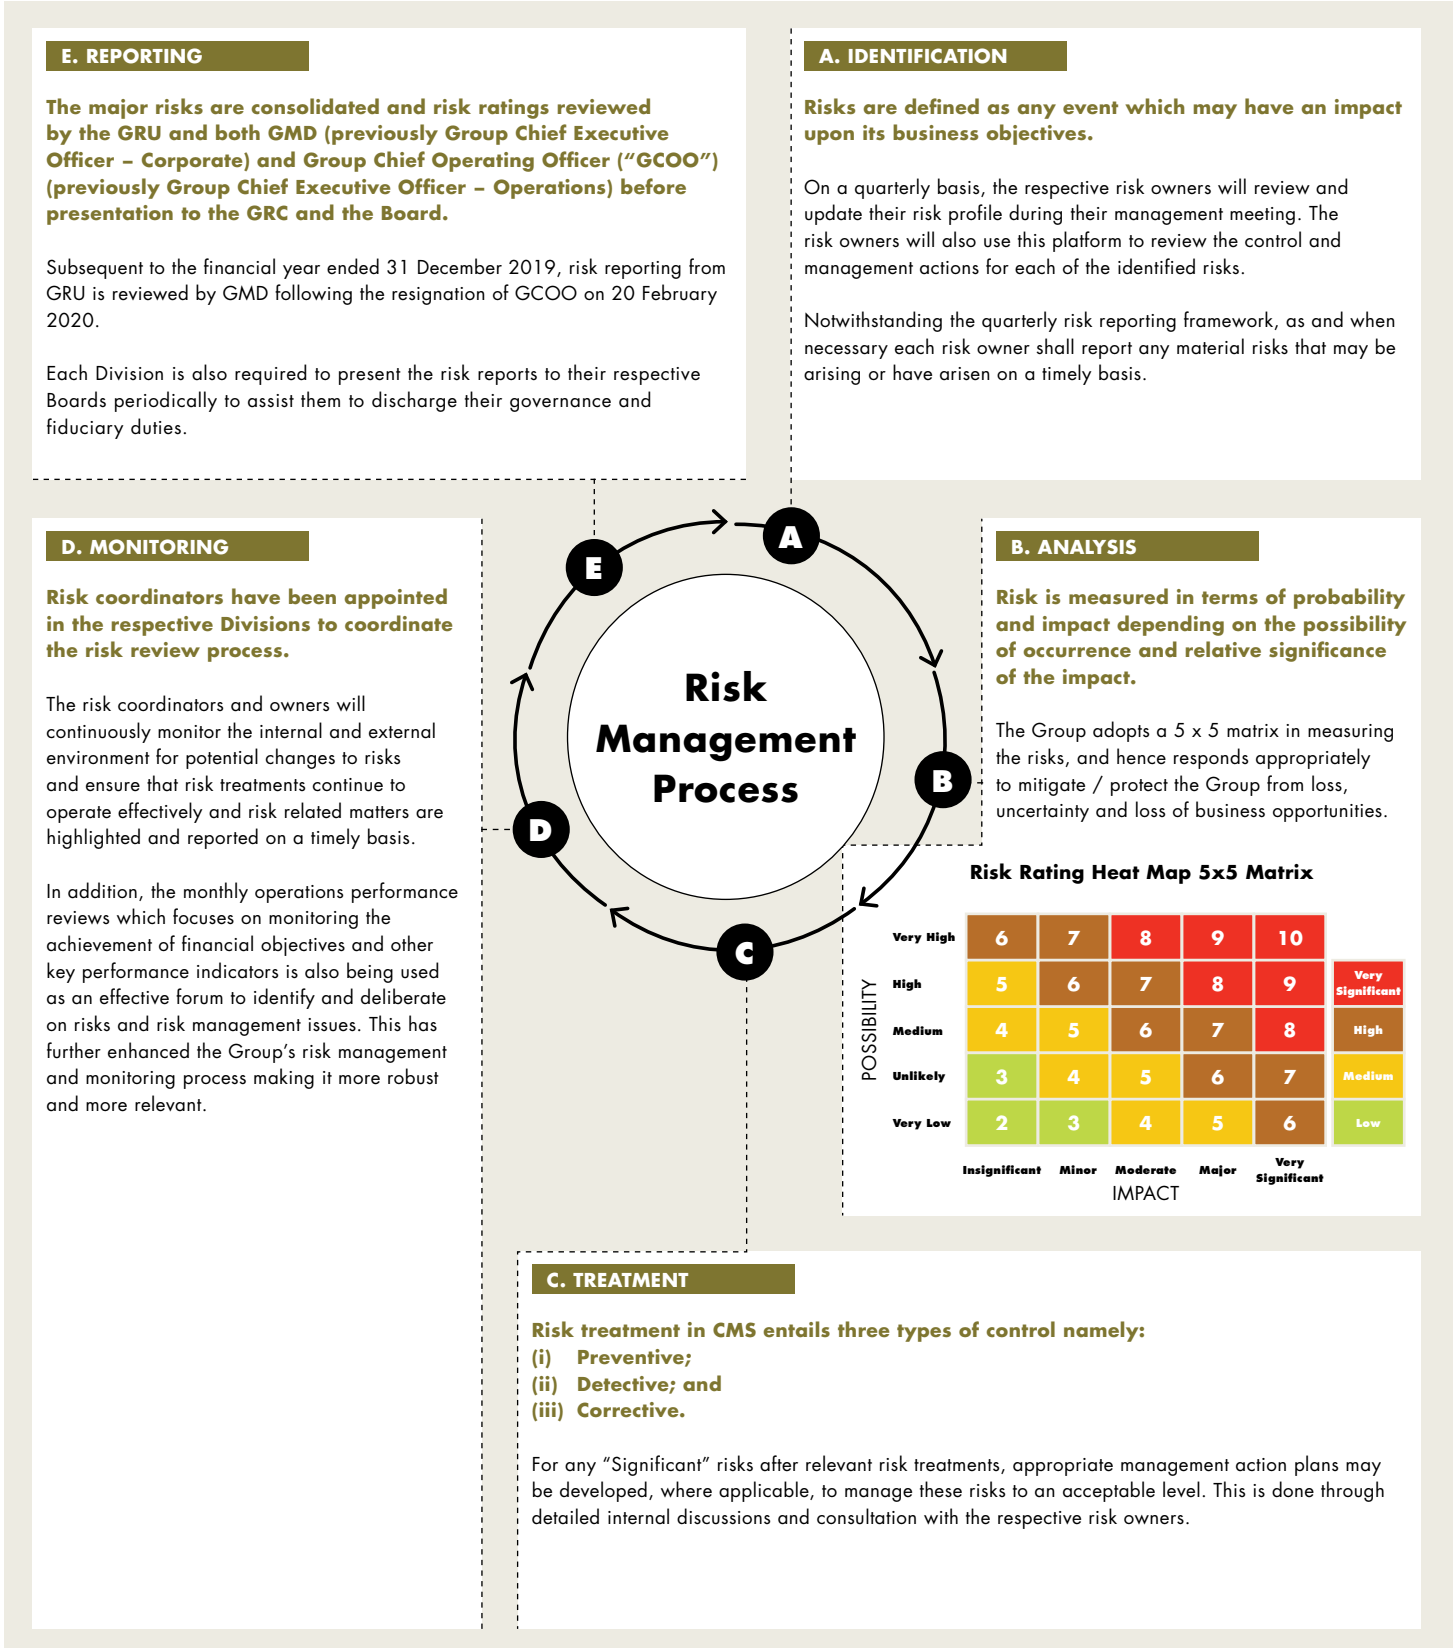 E. REPORTING
The major risks are consolidated and risk ratings reviewed
by the GRU and both GMD (previously Group Chief Executive
Officer – Corporate) and Group Chief Operating Officer (“GCOO”)
(previously Group Chief Executive Officer – Operations) before
presentation to the GRC and the Board.
Subsequent to the financial year ended 31 December 2019, risk reporting from
GRU is reviewed by GMD following the resignation of GCOO on 20 February
2020.
Each Division is also required to present the risk reports to their respective
Boards periodically to assist them to discharge their governance and
fiduciary duties.
A. IDENTIFICATION
Risks are defined as any event which may have an impact
upon its business objectives.
On a quarterly basis, the respective risk owners will review and
update their risk profile during their management meeting. The
risk owners will also use this platform to review the control and
management actions for each of the identified risks.
Notwithstanding the quarterly risk reporting framework, as and when
necessary each risk owner shall report any material risks that may be
arising or have arisen on a timely basis.
D. MONITORING
Risk coordinators have been appointed
in the respective Divisions to coordinate
the risk review process.
The risk coordinators and owners will
continuously monitor the internal and external
environment for potential changes to risks
and ensure that risk treatments continue to
operate effectively and risk related matters are
highlighted and reported on a timely basis.
In addition, the monthly operations performance
reviews which focuses on monitoring the
achievement of financial objectives and other
key performance indicators is also being used
as an effective forum to identify and deliberate
on risks and risk management issues. This has
further enhanced the Group’s risk management
and monitoring process making it more robust
and more relevant.
A
E
Risk
Management
Process
B
D
C
B. ANALYSIS
Risk is measured in terms of probability
and impact depending on the possibility
of occurrence and relative significance
of the impact.
The Group adopts a 5 x 5 matrix in measuring
the risks, and hence responds appropriately
to mitigate / protect the Group from loss,
uncertainty and loss of business opportunities.
Risk Rating Heat Map 5x5 Matrix
POSSIBILITY
Very High 6 7 8 9 10
High 5 6 7 8 9 Very Significant
Medium 4 5 6 7 8 High
Unlikely 3 4 5 6 7 Medium
Very Low 2 3 4 5 6 Low
Insignificant Minor Moderate Major Very Significant
IMPACT
C. TREATMENT
Risk treatment in CMS entails three types of control namely:
(i) Preventive;
(ii) Detective; and
(iii) Corrective.
For any “Significant” risks after relevant risk treatments, appropriate management action plans may
be developed, where applicable, to manage these risks to an acceptable level. This is done through
detailed internal discussions and consultation with the respective risk owners.